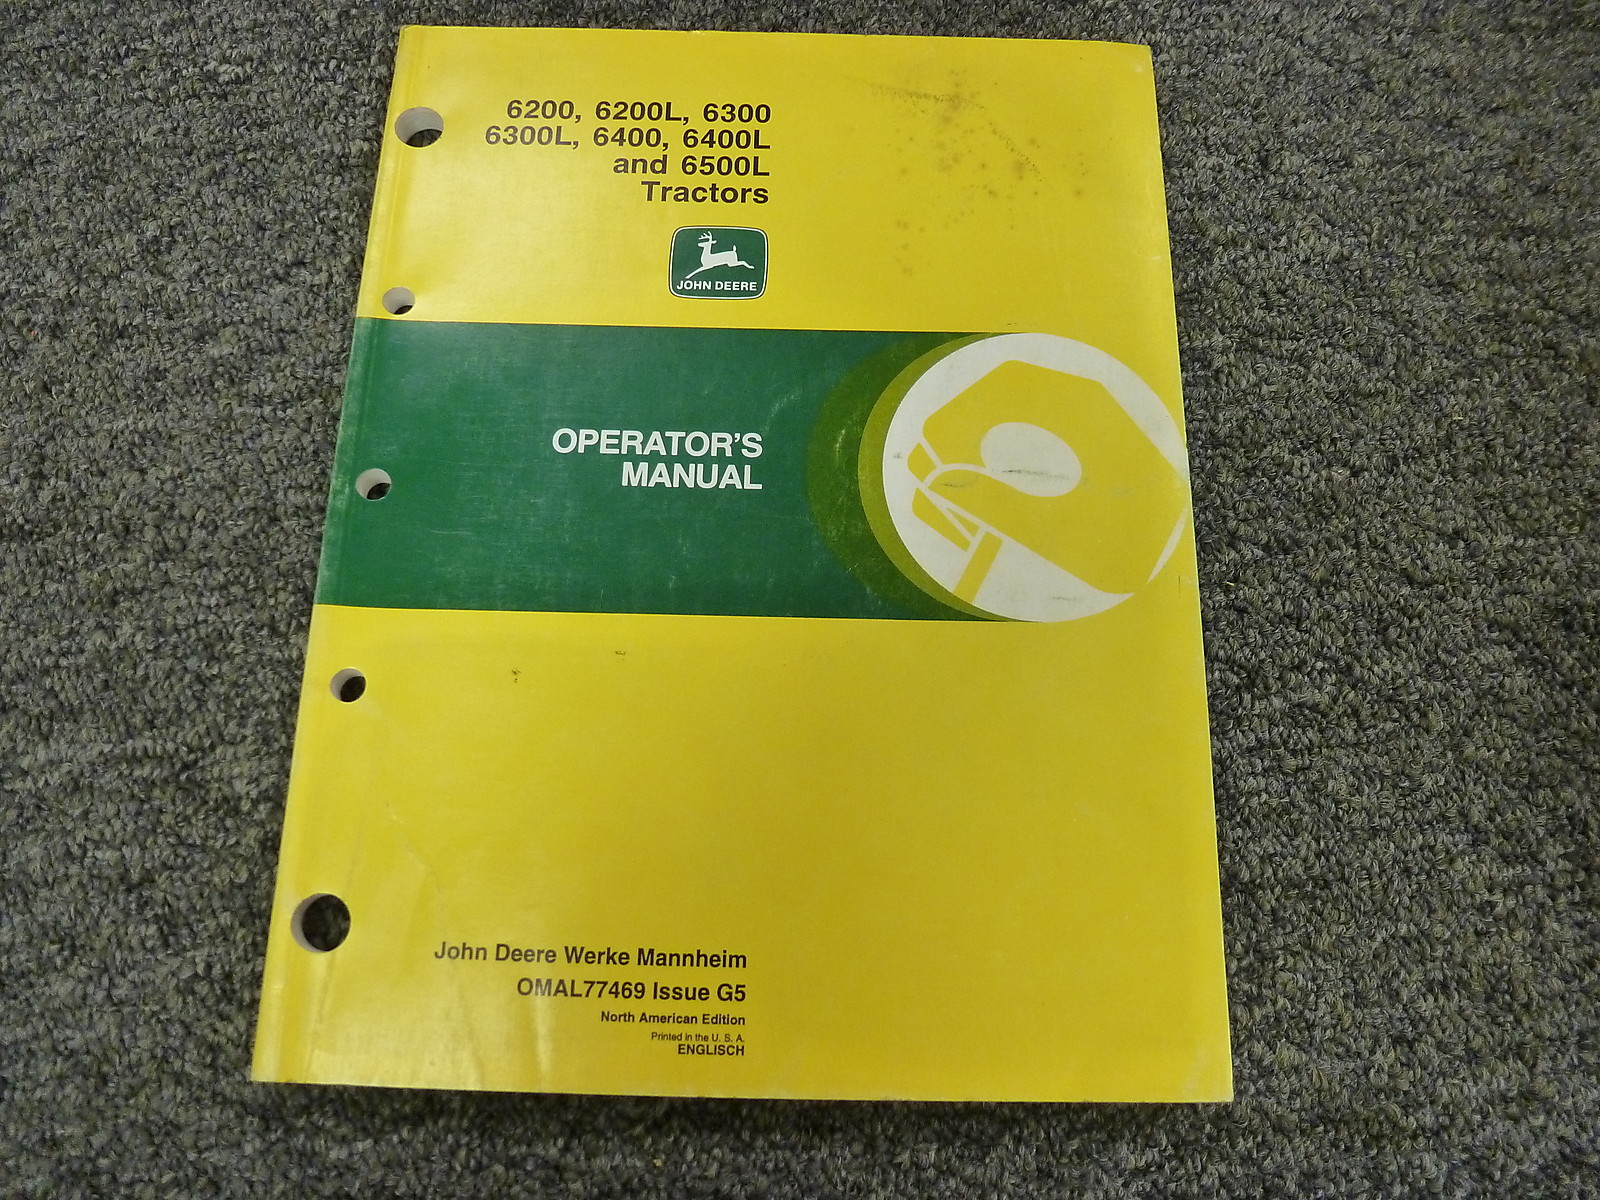 6200, 6200L, 6300
6300L, 6400, 6400L
and 6500L
Tractors
JOHN DEERE
OPERATOR'S
MANUAL
John Deere Werke Mannheim
OMAL77469 Issue G5
North American Edition
Printed in the U. S. A.
ENGLISCH